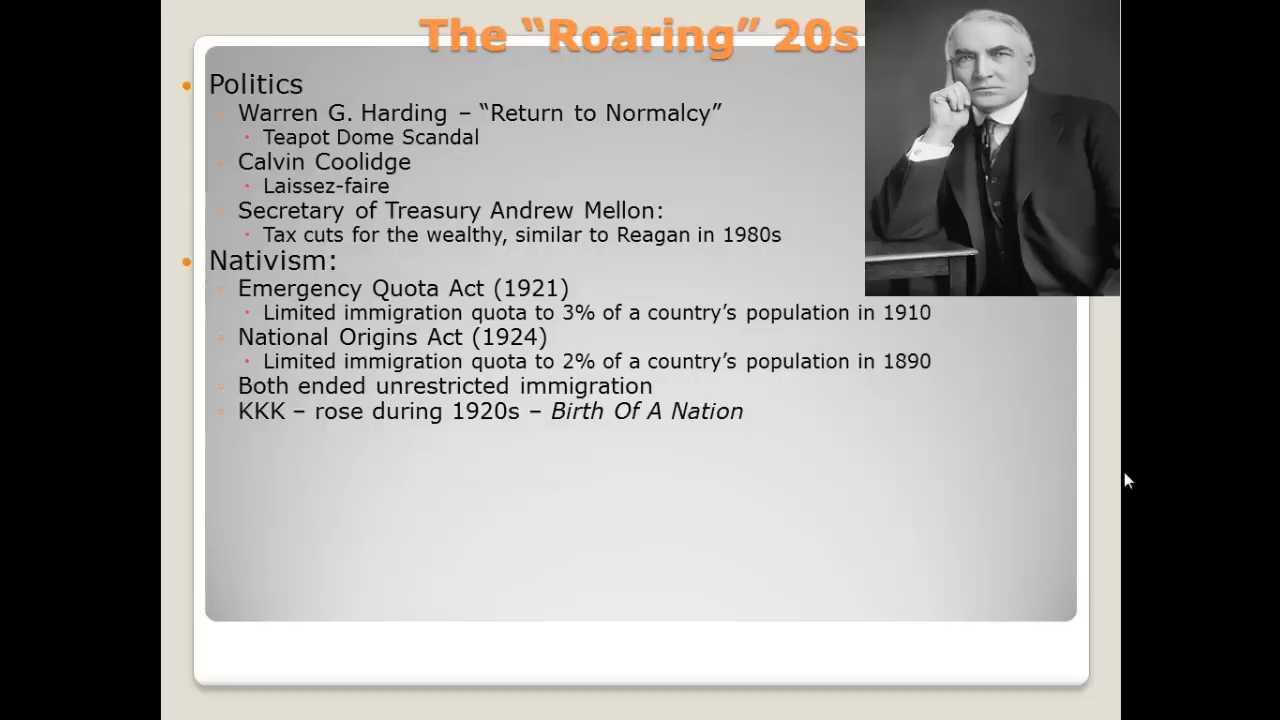 The “Roaring” 20s
Politics
Warren G. Harding – “Return to Normalcy”
Teapot Dome Scandal
Calvin Coolidge
Laissez-faire
Secretary of Treasury Andrew Mellon:
Tax cuts for the wealthy, similar to Reagan in 1980s
Nativism:
Emergency Quota Act (1921)
Limited immigration quota to 3% of a country’s population in 1910
National Origins Act (1924)
Limited immigration quota to 2% of a country’s population in 1890
Both ended unrestricted immigration
KKK – rose during 1920s – Birth Of A Nation